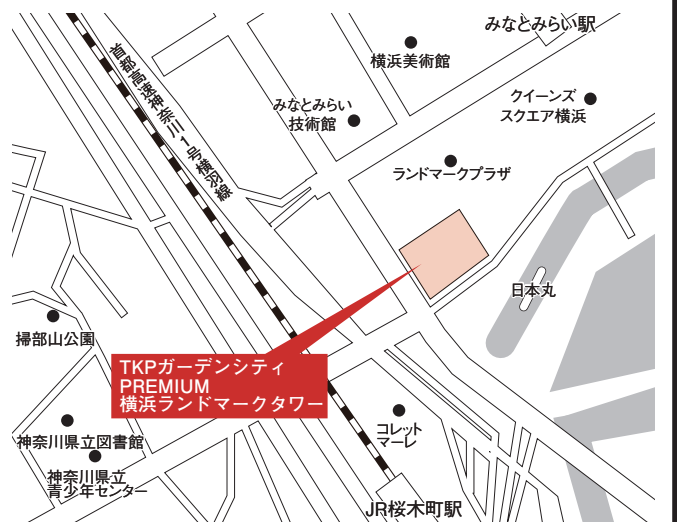 みなとみらい駅
横浜美術館
首都高速神奈川1号横羽線
みなとみらい
技術館
クイーンズ
スクエア横浜
ランドマークプラザ
日本丸
掃部山公園
TKPガーデンシティ
PREMIUM
横浜ランドマークタワー
コレット
マーレ
神奈川県立図書館
神奈川県立
青少年センター
JR桜木町駅